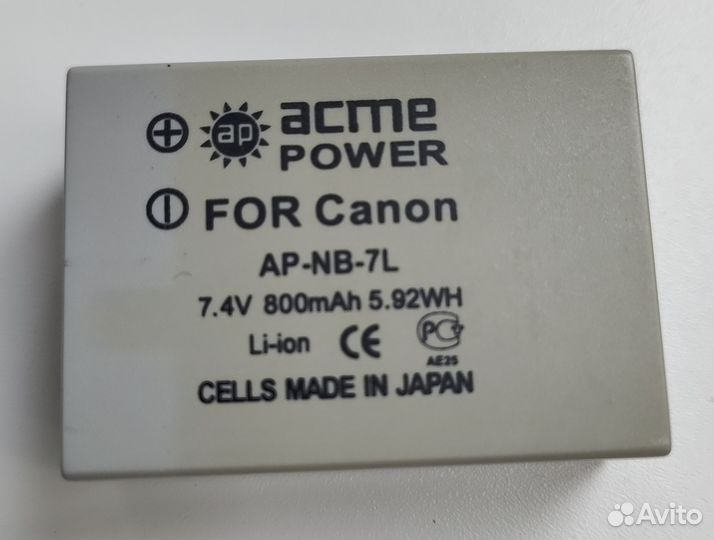 ap acme
POWER
FOR Canon
AP-NB-7L
7.4V 800mAh 5.92WH
Li-ion CE PC
AE25
CELLS MADE IN JAPAN
Avito